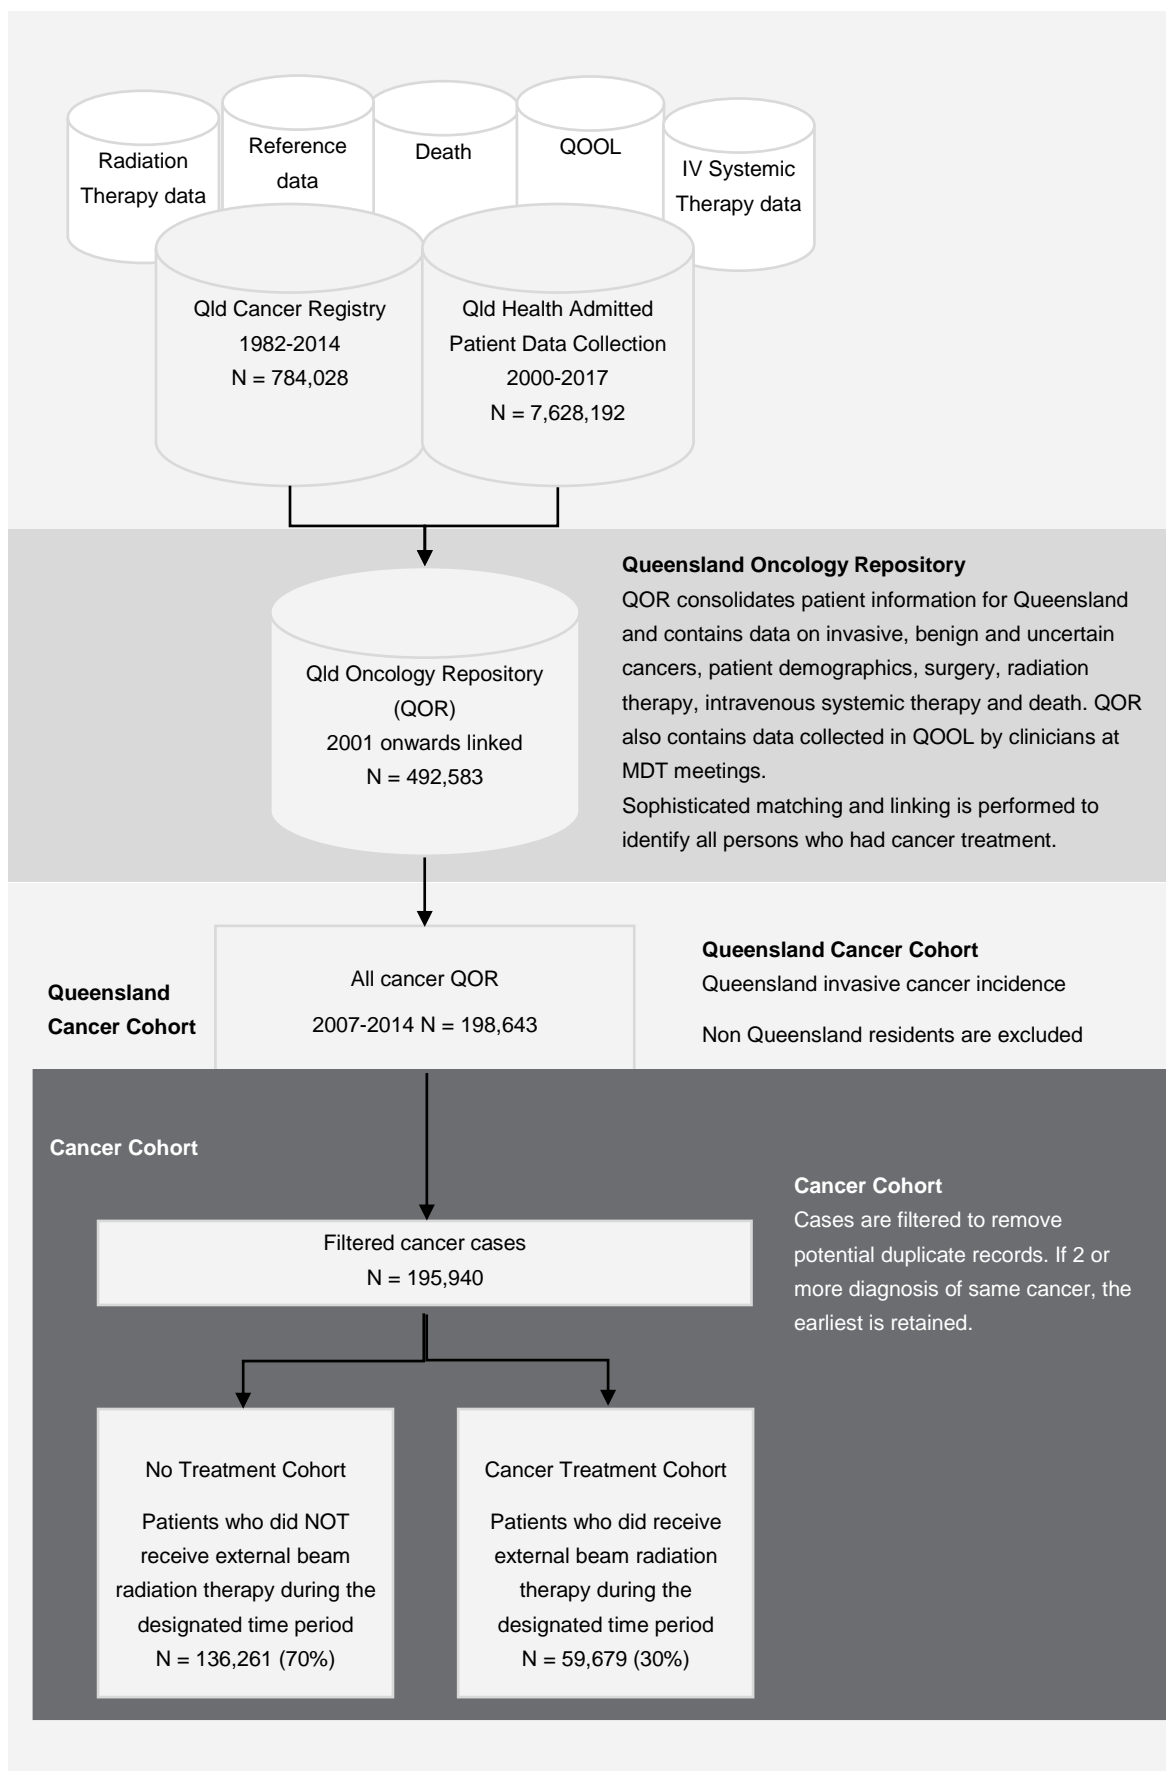 Radiation
Therapy data
Reference
data
Death
QOOL
IV Systemic
Therapy data
Qld Cancer Registry
1982-2014
N = 784,028
Qld Health Admitted
Patient Data Collection
2000-2017
N = 7,628,192
Qld Oncology Repository
(QOR)
2001 onwards linked
N = 492,583
Queensland Oncology Repository
QOR consolidates patient information for Queensland
and contains data on invasive, benign and uncertain
cancers, patient demographics, surgery, radiation
therapy, intravenous systemic therapy and death. QOR
also contains data collected in QOOL by clinicians at
MDT meetings.
Sophisticated matching and linking is performed to
identify all persons who had cancer treatment.
Queensland
Cancer Cohort
All cancer QOR
2007-2014 N = 198,643
Queensland Cancer Cohort
Queensland invasive cancer incidence
Non Queensland residents are excluded
Cancer Cohort
Filtered cancer cases
N = 195,940
Cancer Cohort
Cases are filtered to remove
potential duplicate records. If 2 or
more diagnosis of same cancer, the
earliest is retained.
No Treatment Cohort
Patients who did NOT
receive external beam
radiation therapy during the
designated time period
N = 136,261 (70%)
Cancer Treatment Cohort
Patients who did receive
external beam radiation
therapy during the
designated time period
N = 59,679 (30%)